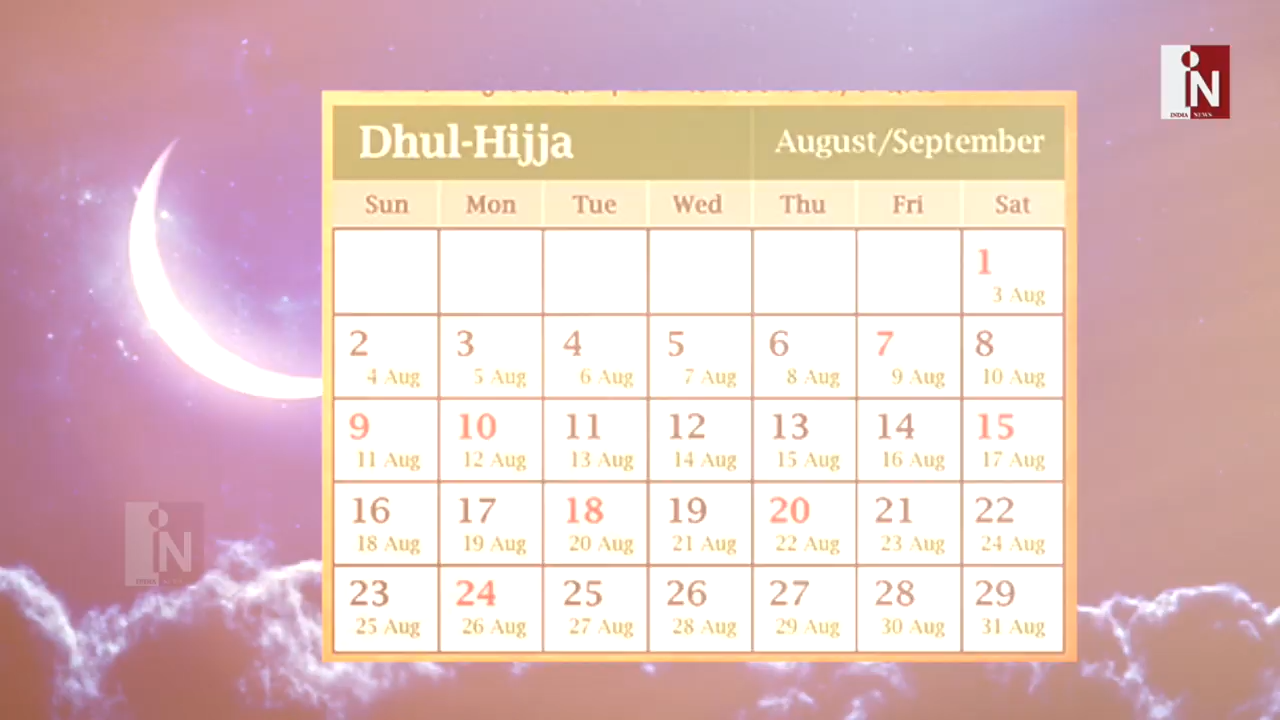 IN
INDIA NEWS
Dhul-Hijja August/September
Sun Mon Tue Wed Thu Fri Sat
1
3 Aug
2 3 4 5 6 7 8
4 Aug 5 Aug 6 Aug 7 Aug 8 Aug 9 Aug 10 Aug
9 10 11 12 13 14 15
11 Aug 12 Aug 13 Aug 14 Aug 15 Aug 16 Aug 17 Aug
16 17 18 19 20 21 22
18 Aug 19 Aug 20 Aug 21 Aug 22 Aug 23 Aug 24 Aug
23 24 25 26 27 28 29
25 Aug 26 Aug 27 Aug 28 Aug 29 Aug 30 Aug 31 Aug
IN
INDIA NEWS